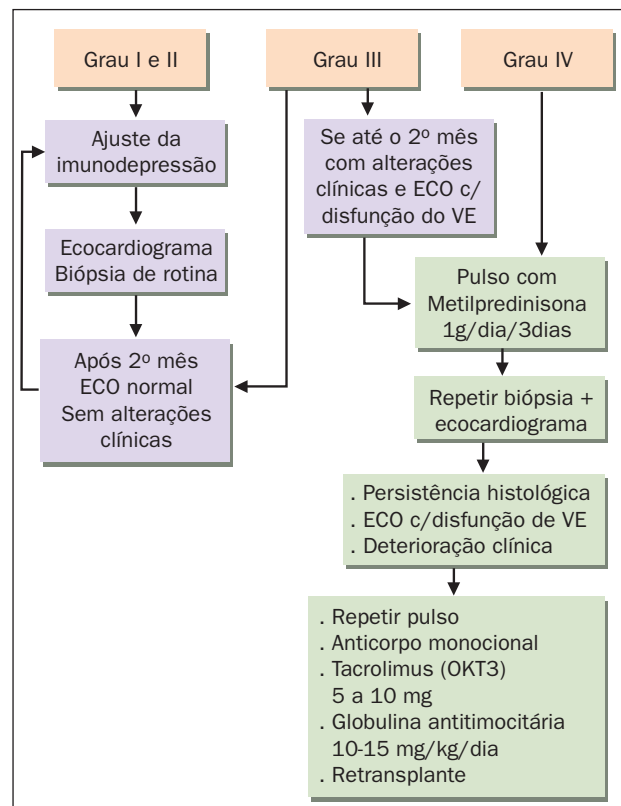 Grau I e II
Grau III
Grau IV
Ajuste da
imunodepressão
Se até o 2º mês
com alterações
clínicas e ECO c/
disfunção do VE
Ecocardiograma
Biópsia de rotina
Pulso com
Metilpredinisona
1g/dia/3dias
Após 2º mês
ECO normal
Sem alterações
clínicas
Repetir biópsia +
ecocardiograma
. Persistência histológica
. ECO c/disfunção de VE
. Deterioração clínica
. Repetir pulso
. Anticorpo monocional
. Tacrolimus (OKT3)
5 a 10 mg
. Globulina antitimocitária
10-15 mg/kg/dia
. Retransplante